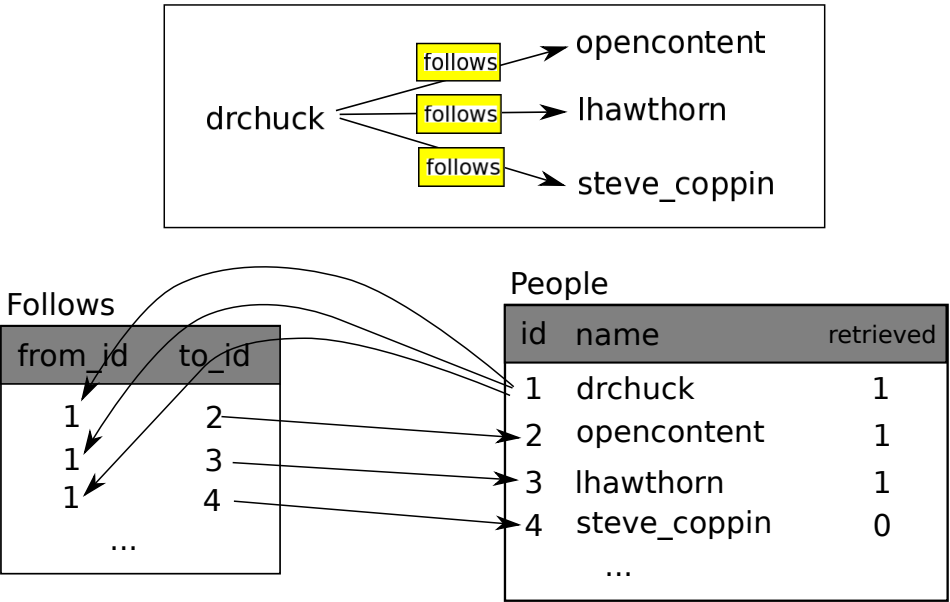 follows
opencontent
drchuck
follows
lhawthorn
follows
steve_coppin
Follows
from_id to_id
1 2
1 3
1 4
...
People
id name retrieved
1 drchuck 1
2 opencontent 1
3 lhawthorn 1
4 steve_coppin 0
...